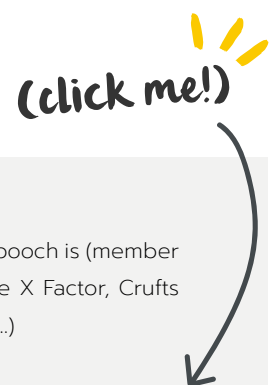 (click me!)
pooch is (member
e X Factor, Crufts
..)